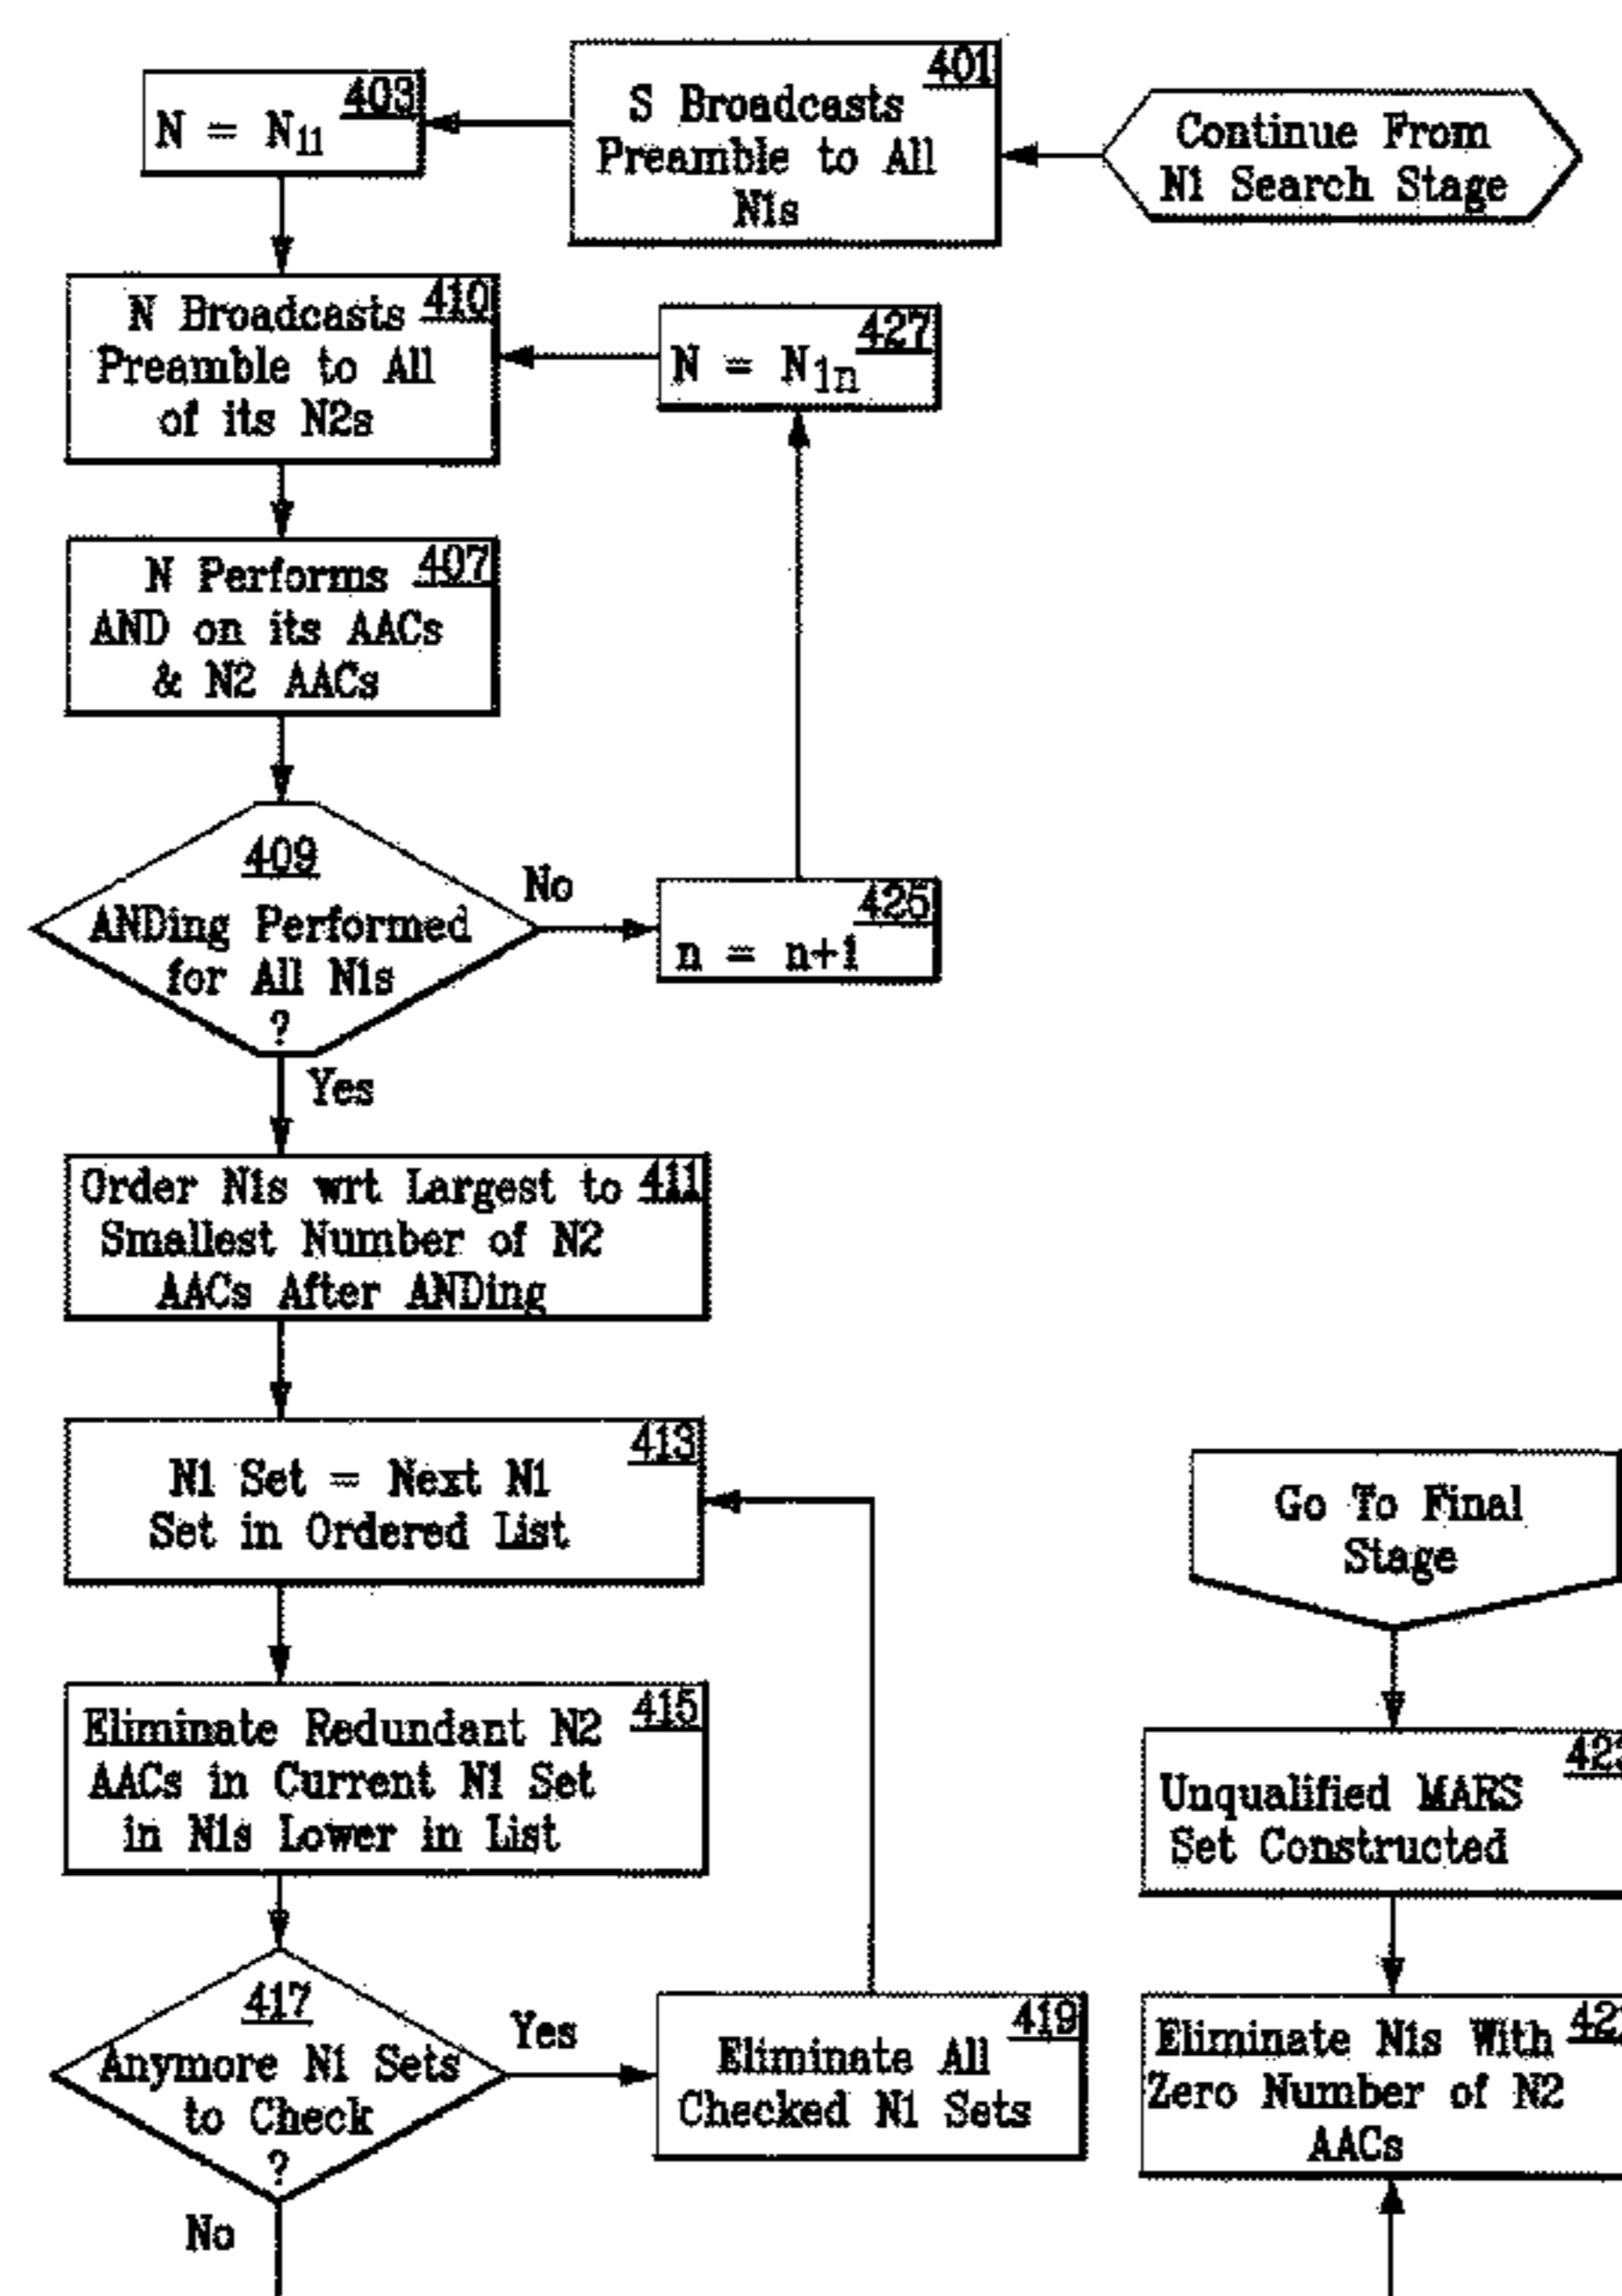 401
S Broadcasts
Preamble to All
N1s
Continue From
N1 Search Stage
403
N = N11
410
N Broadcasts
Preamble to All
of its N2s
427
N = N1n
407
N Performs
AND on its AACs
& N2 AACs
409
ANDing Performed
for All N1s
?
No
Yes
425
n = n+1
411
Order N1s wrt Largest to
Smallest Number of N2
AACs After ANDing
413
N1 Set = Next N1
Set in Ordered List
415
Eliminate Redundant N2
AACs in Current N1 Set
in N1s Lower in List
417
Anymore N1 Sets
to Check
?
Yes
No
419
Eliminate All
Checked N1 Sets
Go To Final
Stage
Unqualified MARS
Set Constructed
Eliminate N1s With
Zero Number of N2
AACs